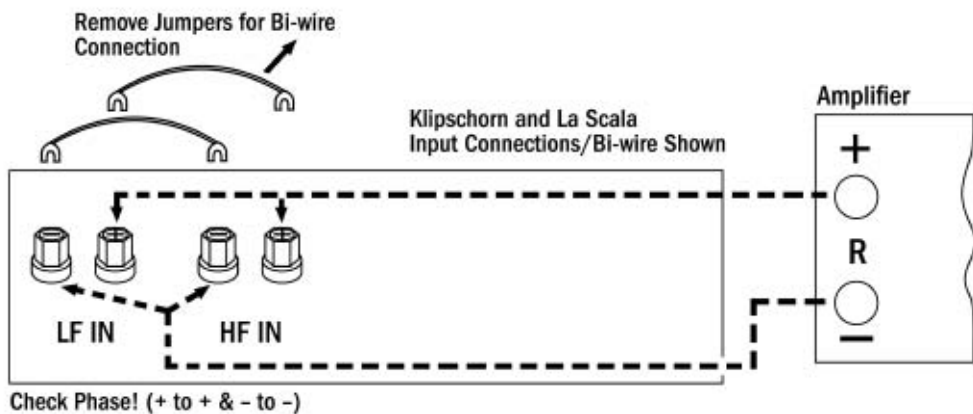 Remove Jumpers for Bi-wire
Connection
Klipschorn and La Scala
Input Connections/Bi-wire Shown
Amplifier
+
R
–
LF IN
HF IN
Check Phase! (+ to + & – to –)